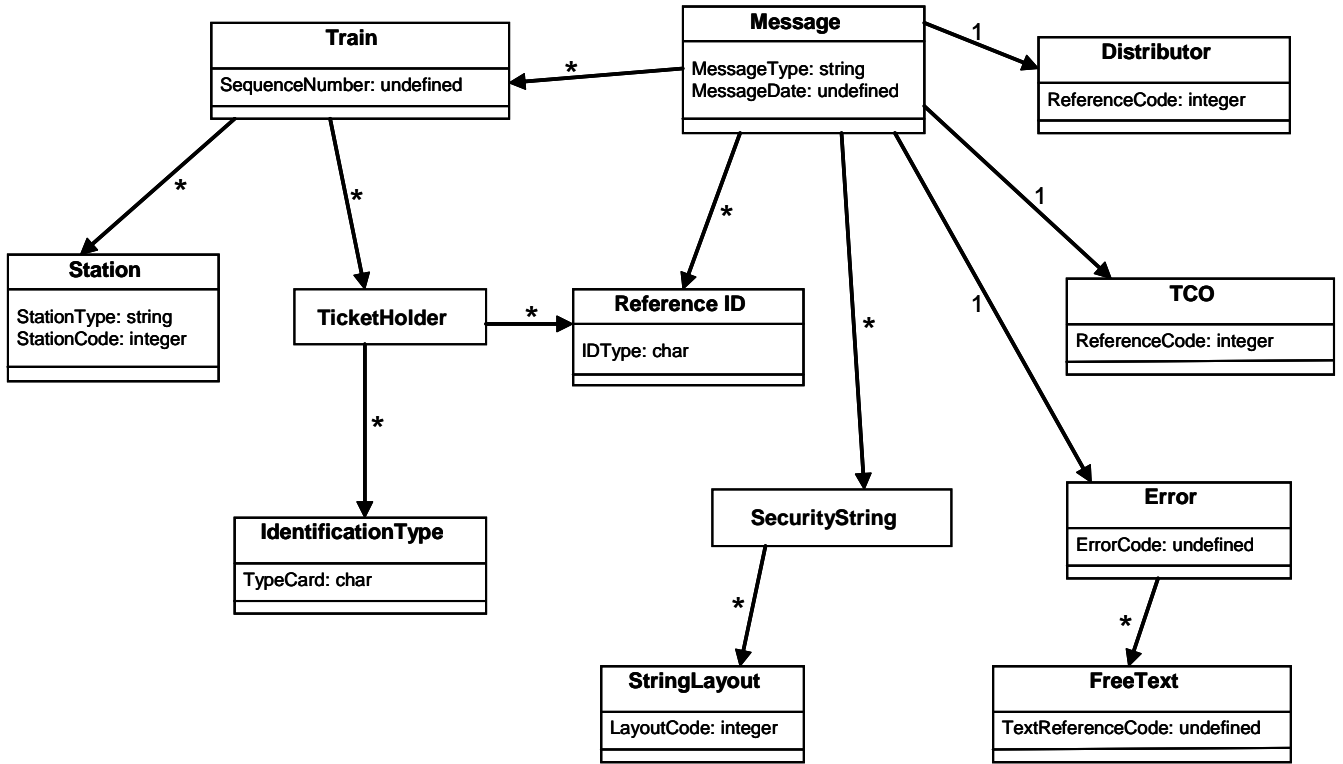 Train
SequenceNumber: undefined
Message
MessageType: string
MessageDate: undefined
Distributor
ReferenceCode: integer
*
1
*
*
*
*
1
1
Station
StationType: string
StationCode: integer
TicketHolder
*
Reference ID
IDType: char
TCO
ReferenceCode: integer
*
IdentificationType
TypeCard: char
SecurityString
Error
ErrorCode: undefined
*
*
StringLayout
LayoutCode: integer
FreeText
TextReferenceCode: undefined